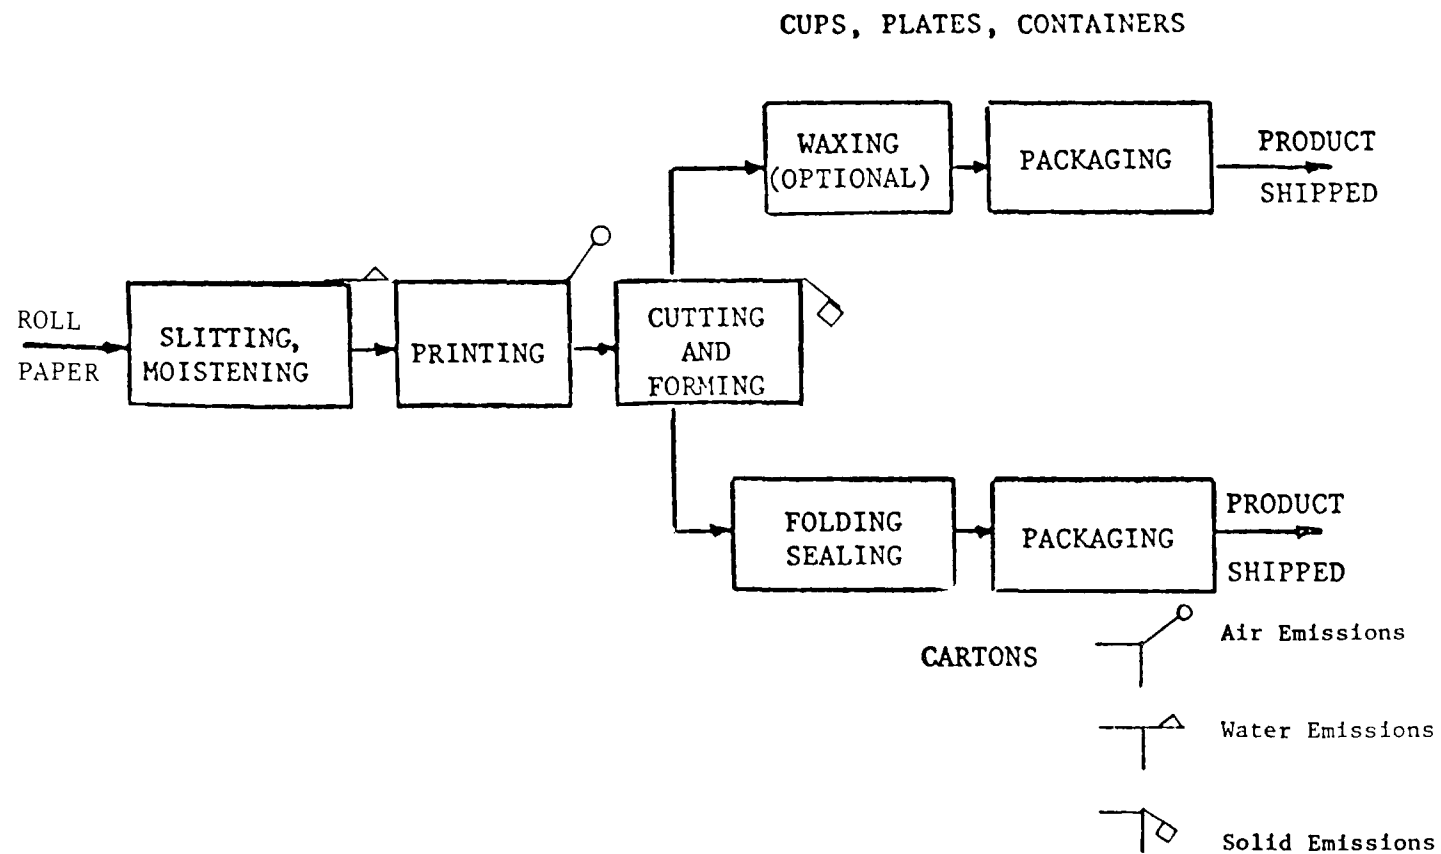 CUPS, PLATES, CONTAINERS
WAXING
(OPTIONAL)
PACKAGING
PRODUCT
SHIPPED
ROLL
PAPER
SLITTING,
MOISTENING
PRINTING
CUTTING
AND
FORMING
FOLDING
SEALING
PACKAGING
PRODUCT
SHIPPED
CARTONS
Air Emissions
Water Emissions
Solid Emissions